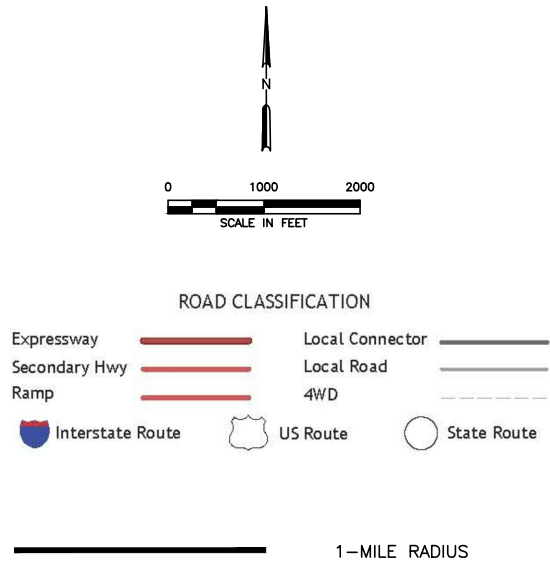 N
0 1000 2000
SCALE IN FEET
ROAD CLASSIFICATION
Expressway Local Connector
Secondary Hwy Local Road
Ramp 4WD
Interstate Route US Route State Route
1-MILE RADIUS